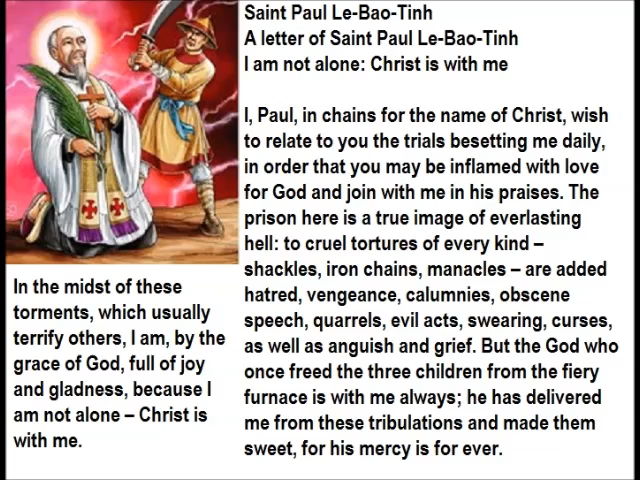 Saint Paul Le-Bao-Tinh
A letter of Saint Paul Le-Bao-Tinh
I am not alone: Christ is with me
I, Paul, in chains for the name of Christ, wish
to relate to you the trials besetting me daily,
in order that you may be inflamed with love
for God and join with me in his praises. The
prison here is a true image of everlasting
hell: to cruel tortures of every kind –
shackles, iron chains, manacles – are added
hatred, vengeance, calumnies, obscene
speech, quarrels, evil acts, swearing, curses,
as well as anguish and grief. But the God who
once freed the three children from the fiery
furnace is with me always; he has delivered
me from these tribulations and made them
sweet, for his mercy is for ever.
In the midst of these
torments, which usually
terrify others, I am, by the
grace of God, full of joy
and gladness, because I
am not alone – Christ is
with me.